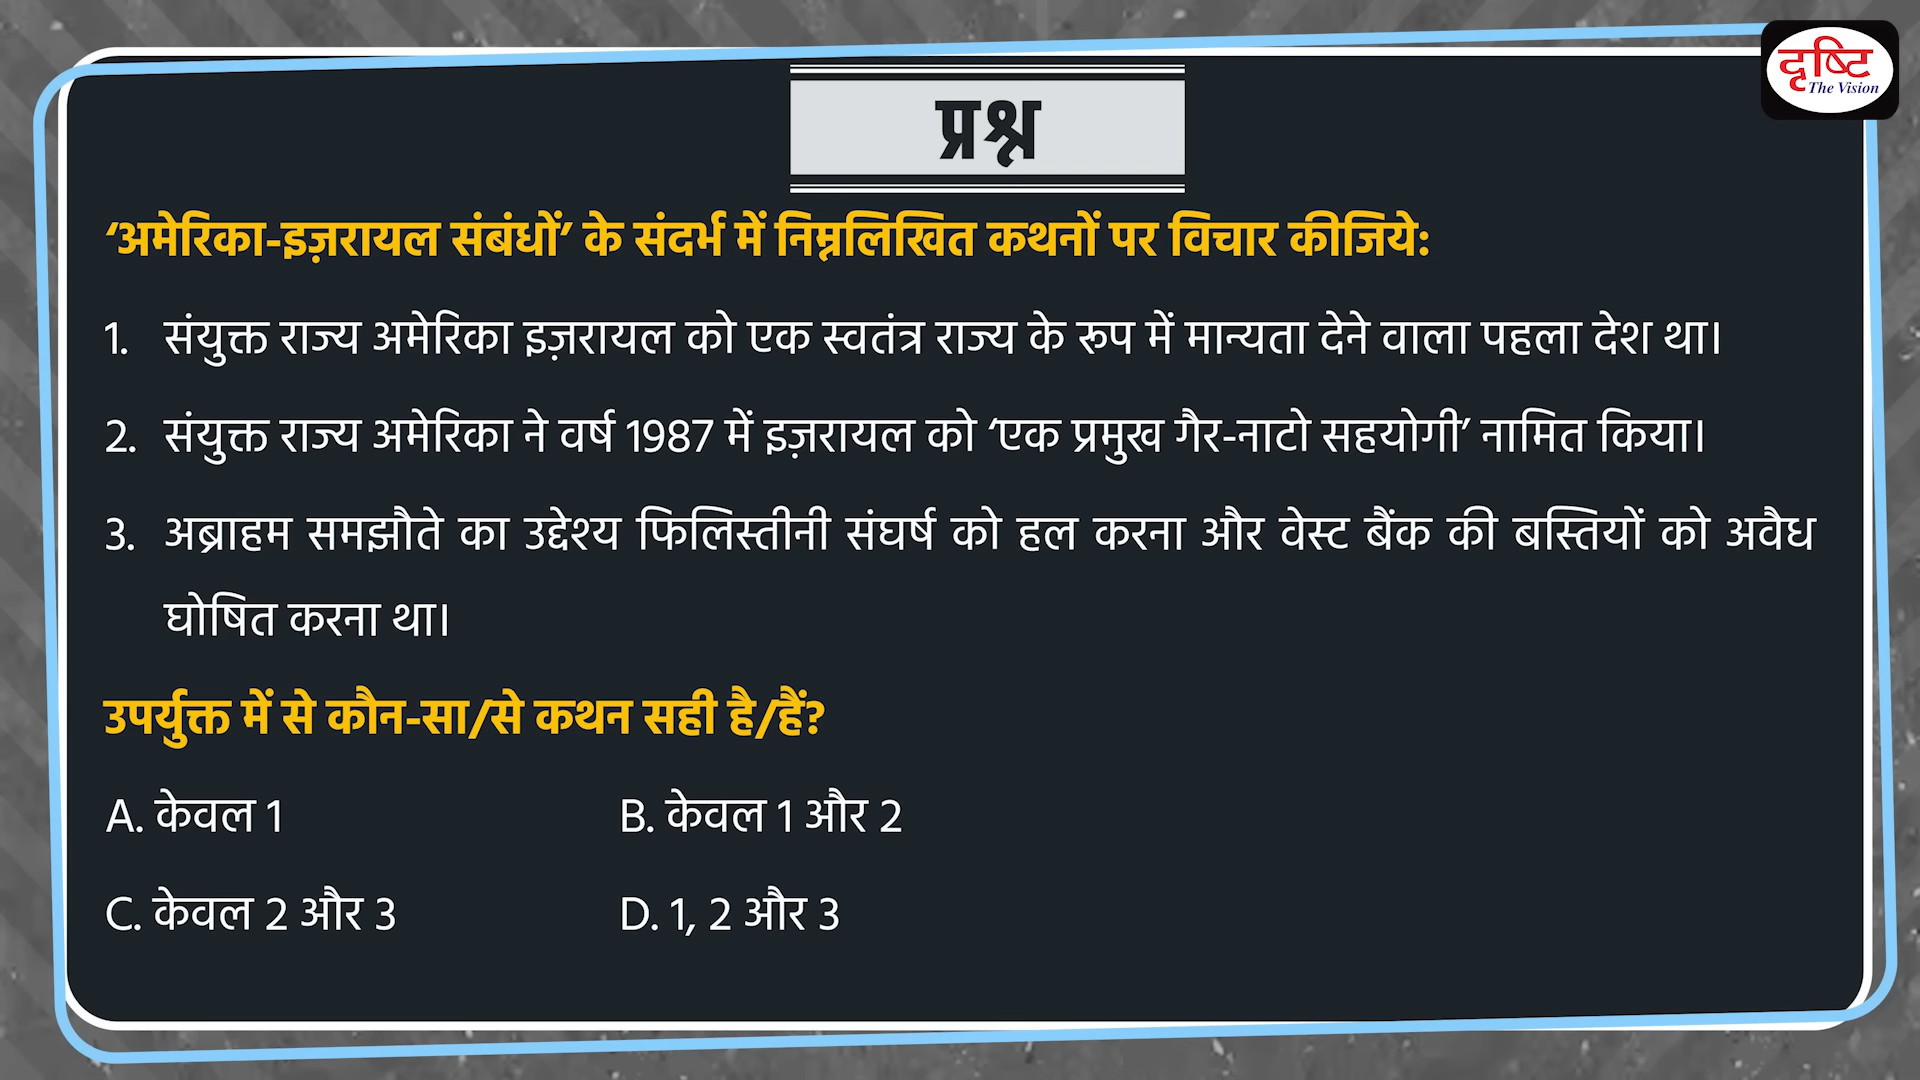 दृष्टि
The Vision
प्रश्न
‘अमेरिका-इज़रायल संबंधों’ के संदर्भ में निम्नलिखित कथनों पर विचार कीजिये:
1. संयुक्त राज्य अमेरिका इज़रायल को एक स्वतंत्र राज्य के रूप में मान्यता देने वाला पहला देश था।
2. संयुक्त राज्य अमेरिका ने वर्ष 1987 में इज़रायल को ‘एक प्रमुख गैर-नाटो सहयोगी’ नामित किया।
3. अब्राहम समझौते का उद्देश्य फिलिस्तीनी संघर्ष को हल करना और वेस्ट बैंक की बस्तियों को अवैध
घोषित करना था।
उपर्युक्त में से कौन-सा/से कथन सही है/हैं?
A. केवल 1 B. केवल 1 और 2
C. केवल 2 और 3 D. 1, 2 और 3